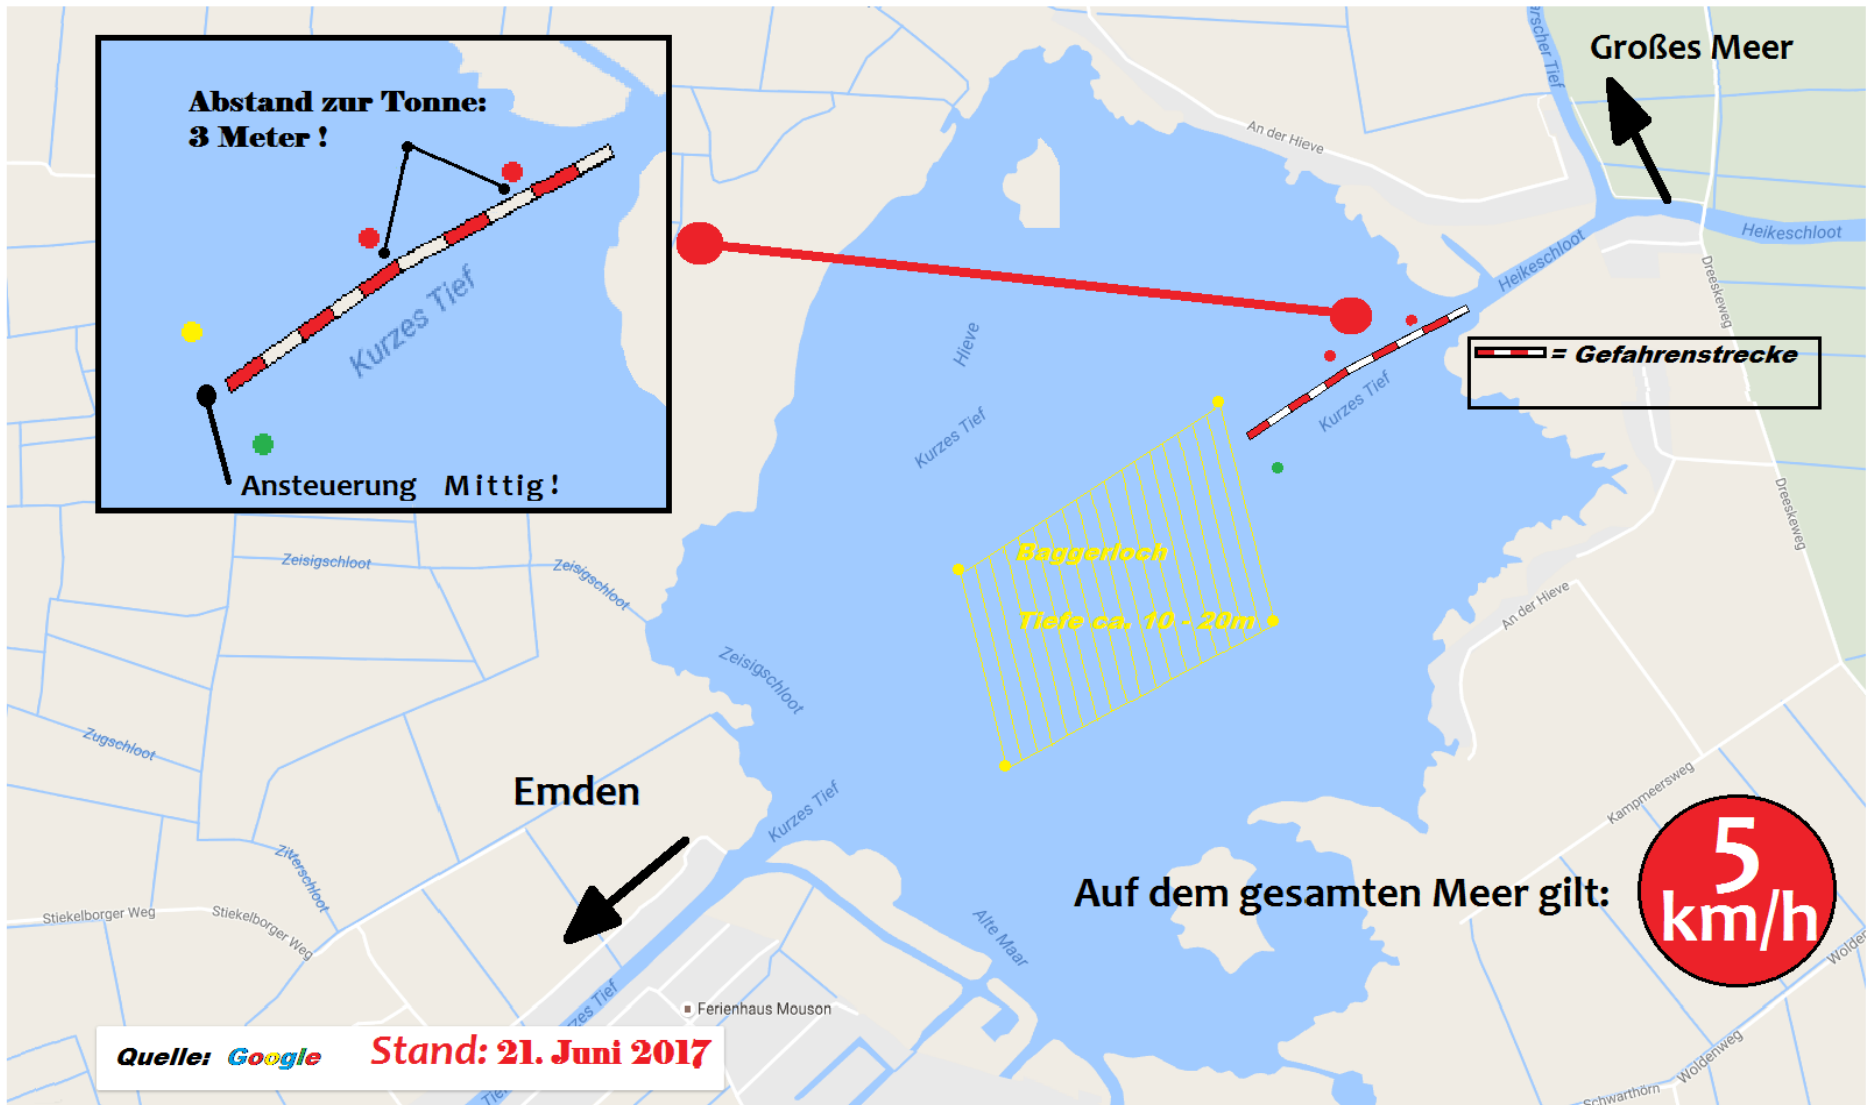 Großes Meer
Abstand zur Tonne:
3 Meter !
Kurzes Tief
Ansteuerung Mittig!
An der Hieve
Heikeschloot
Heikeschloot
Dreeskeweg
= Gefahrenstrecke
Hieve
Kurzes Tief
Kurzes Tief
Dreeskeweg
Baggerloch
Tiefe ca. 10 - 20m
Zeisigschloot
Zeisigschloot
An der Hieve
Zeisigschloot
Zugschloot
Emden
Kurzes Tief
Kampmeersweg
5
km/h
Auf dem gesamten Meer gilt:
Stiekelborger Weg
Stiekelborger Weg
Alte Maar
Ferienhaus Mouson
Quelle: Google
Stand: 21. Juni 2017
Woldenweg
Schwarthörn